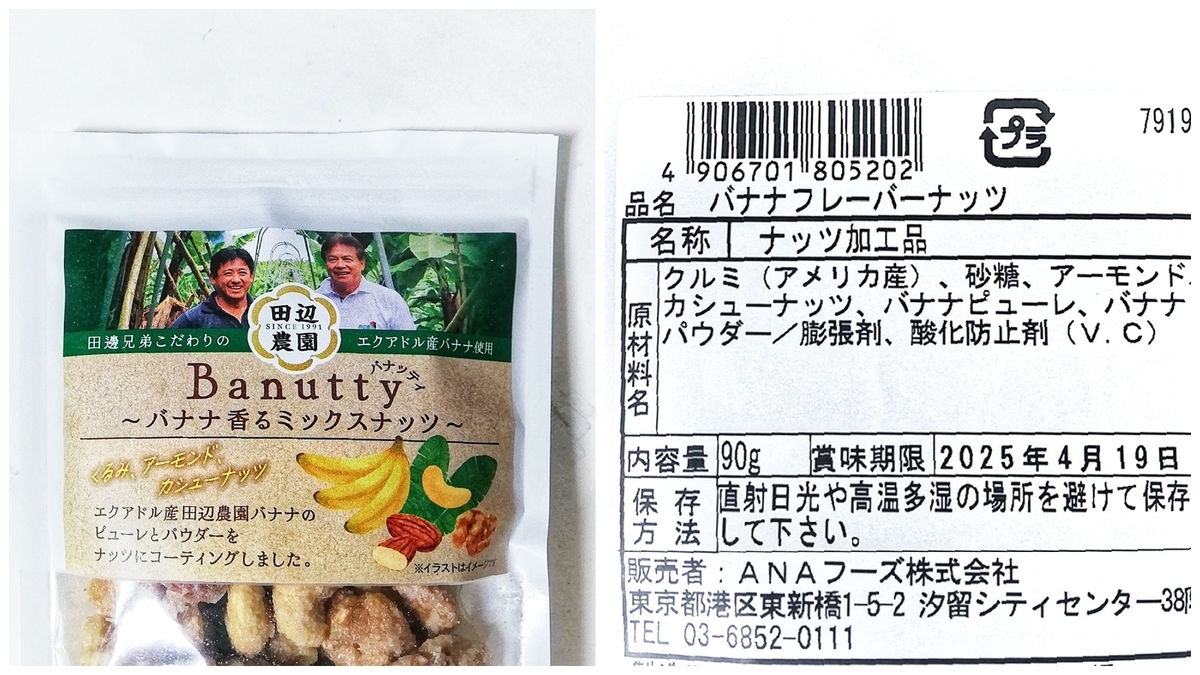 田辺
SINCE 1991
農園
田邊兄弟こだわりの
エクアドル産バナナ使用
バナッティ
Banutty
~バナナ香るミックスナッツ~
くるみ、アーモンド、
カシューナッツ
エクアドル産田辺農園バナナの
ピューレとパウダーを
ナッツにコーティングしました。
※イラストはイメージです
4 906701 805202
プラ
7919
品名 バナナフレーバーナッツ
名称 ナッツ加工品
原材料名
クルミ（アメリカ産）、砂糖、アーモンド、
カシューナッツ、バナナピューレ、バナナ
パウダー／膨張剤、酸化防止剤（V.C）
内容量 90g 賞味期限 2025年4月19日
保存方法
直射日光や高温多湿の場所を避けて保存
して下さい。
販売者：ANAフーズ株式会社
東京都港区東新橋1-5-2 汐留シティセンター38階
TEL 03-6852-0111